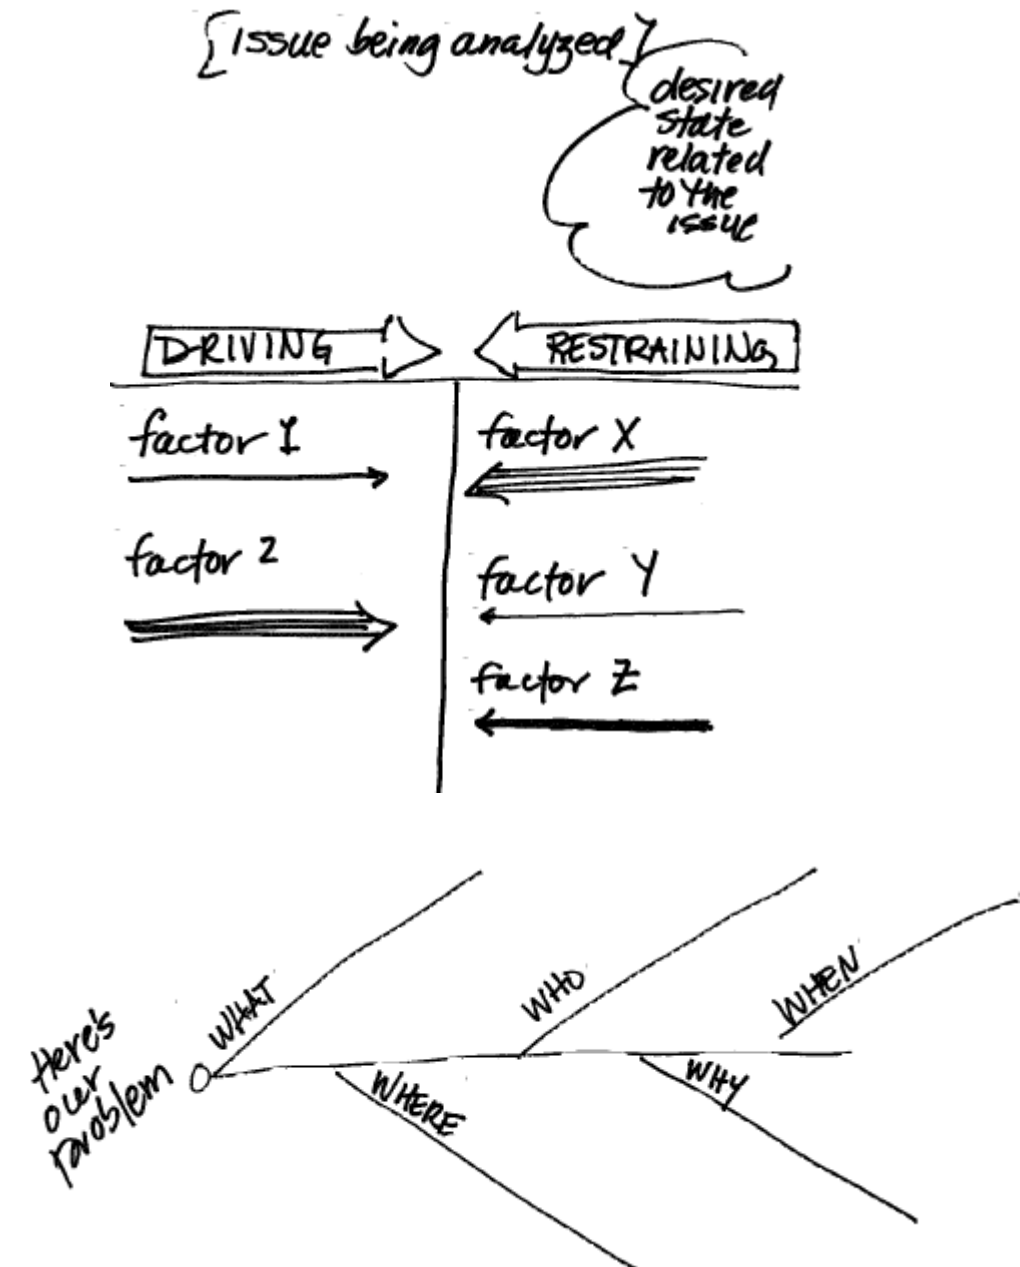 [issue being analyzed]
desired
state
related
to the
issue
DRIVING
RESTRAINING
factor 1
factor X
factor 2
factor Y
factor Z
WHAT
WHO
WHEN
Here's
our
problem
WHERE
WHY